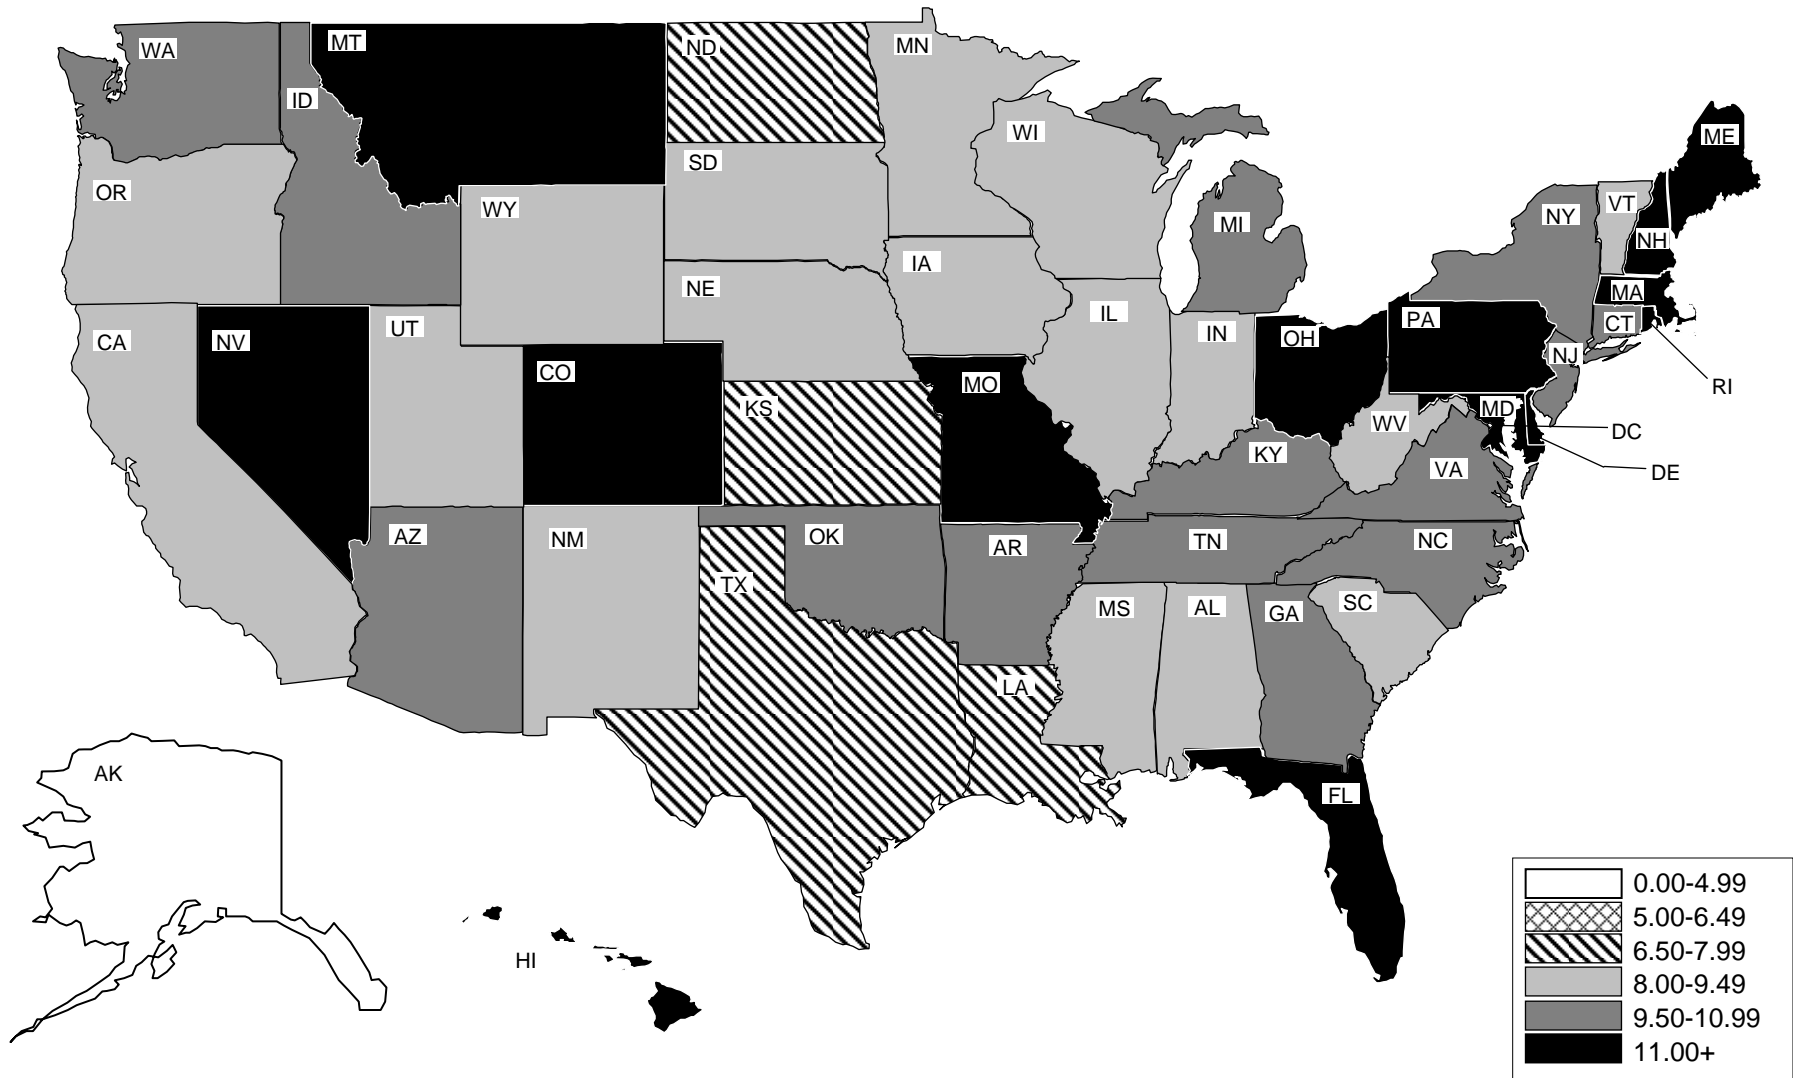 WA
MT
ND
MN
ID
WI
ME
OR
SD
WY
MI
NY
VT
NH
IA
NE
MA
CA
NV
UT
CO
IL
IN
OH
PA
CT
NJ
RI
MO
KS
WV
MD
DC
KY
VA
DE
AZ
NM
OK
AR
TN
NC
TX
MS
AL
GA
SC
LA
AK
FL
HI
0.00-4.99
5.00-6.49
6.50-7.99
8.00-9.49
9.50-10.99
11.00+